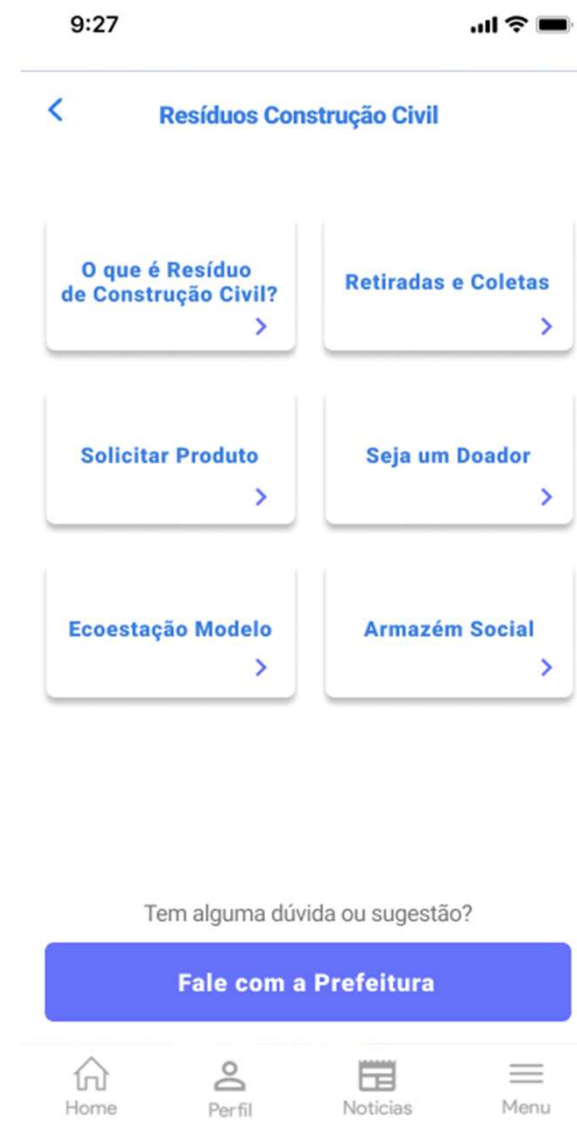 9:27
Resíduos Construção Civil
O que é Resíduo
de Construção Civil?
Retiradas e Coletas
Solicitar Produto
Seja um Doador
Ecoestação Modelo
Armazém Social
Tem alguma dúvida ou sugestão?
Fale com a Prefeitura
Home
Perfil
Notícias
Menu